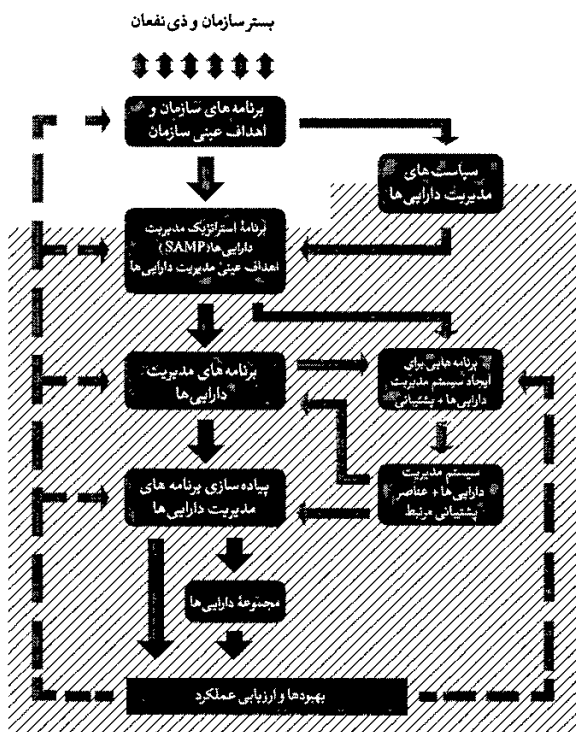 بستر سازمان و ذی نفعان
برنامه های سازمان و
اهداف عینی سازمان
سیاست های
مدیریت دارایی ها
برنامهٔ استراتژیک مدیریت
دارایی ها (SAMP)
اهداف عینی مدیریت دارایی ها
برنامه های مدیریت
دارایی ها
برنامه هایی برای
ایجاد سیستم مدیریت
دارایی ها + پشتیبانی
پیاده سازی برنامه های
مدیریت دارایی ها
سیستم مدیریت
دارایی ها + عناصر
پشتیبانی مرتبط
مجموعهٔ دارایی ها
بهبودها و ارزیابی عملکرد